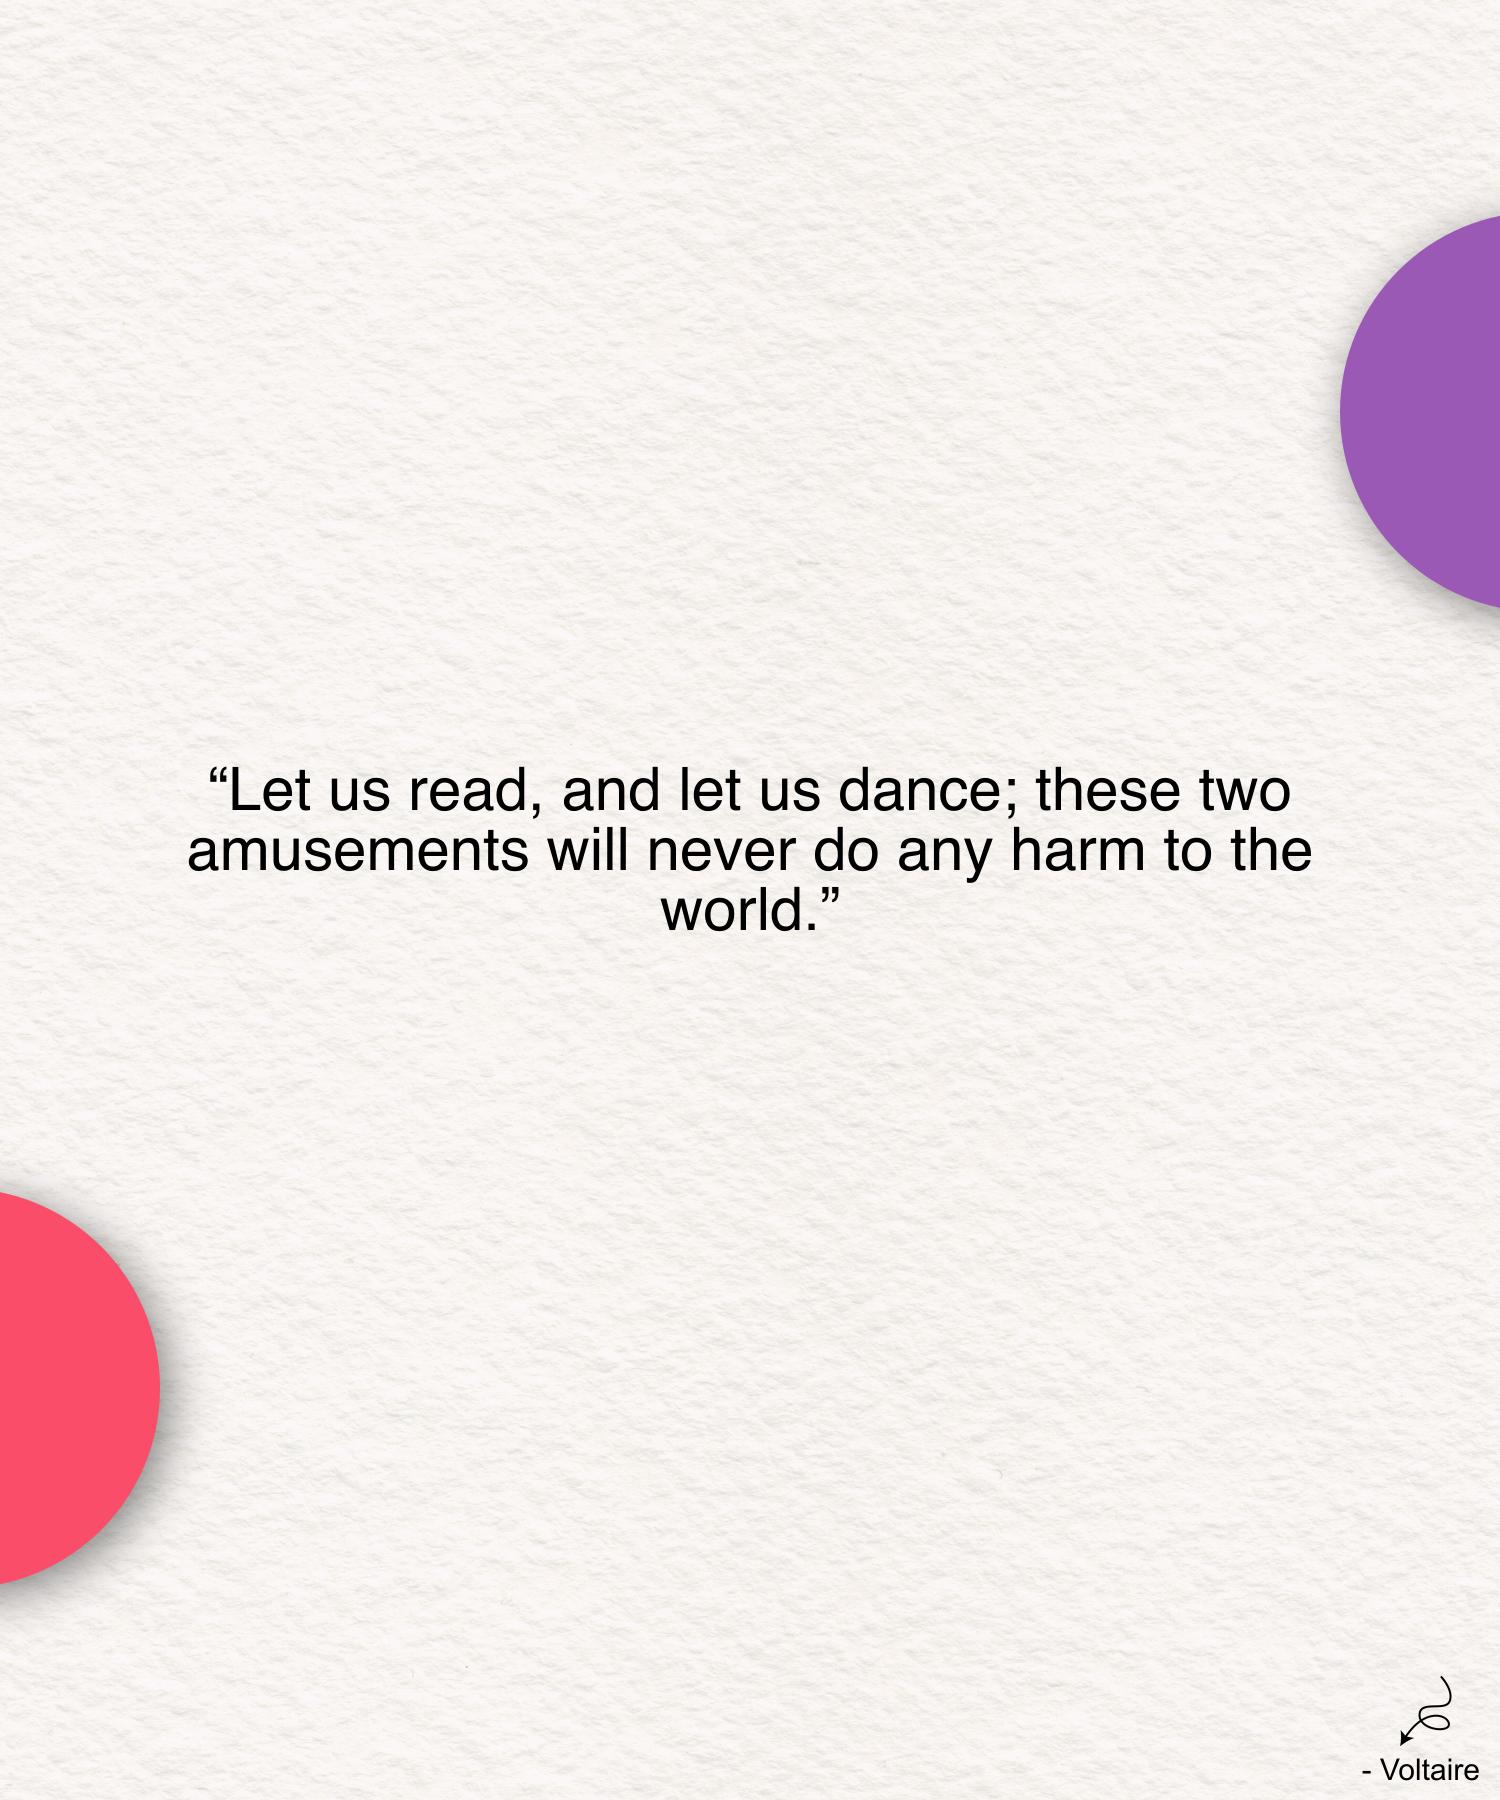 “Let us read, and let us dance; these two
amusements will never do any harm to the
world.”
- Voltaire